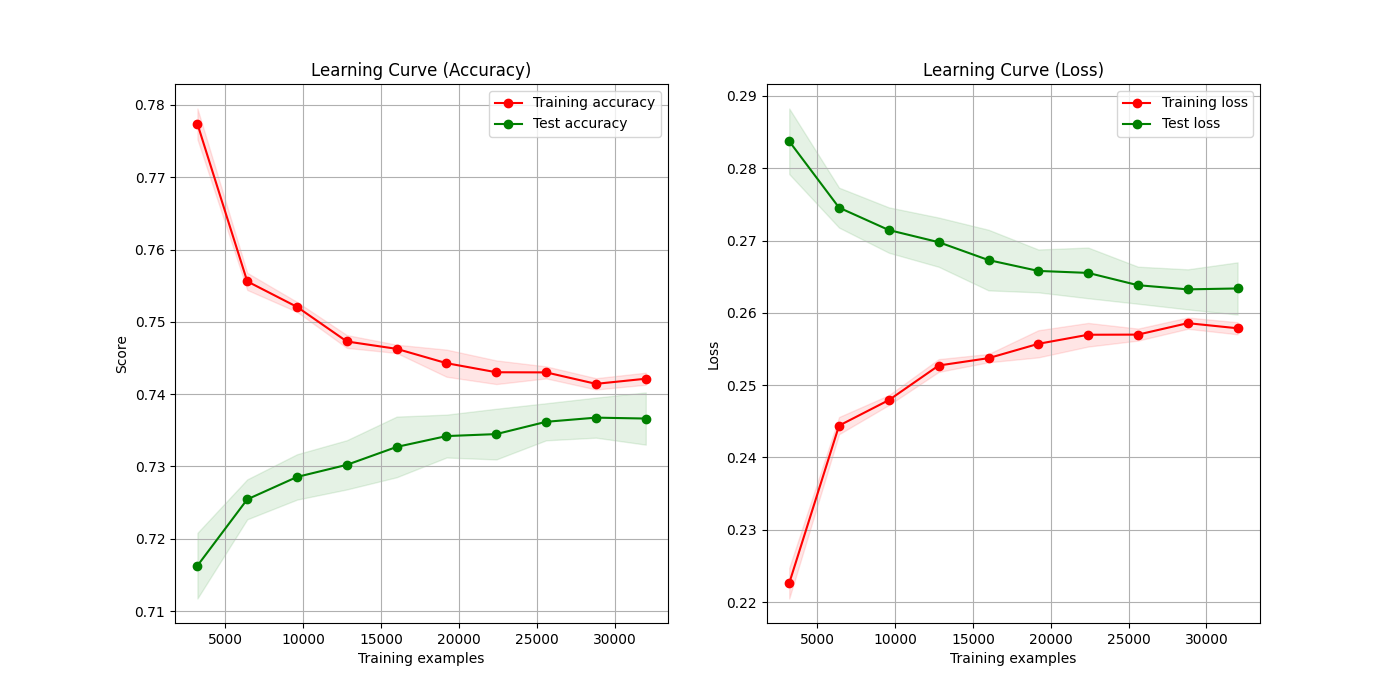 Learning Curve (Accuracy)
Training accuracy
Test accuracy
Score
0.78
0.77
0.76
0.75
0.74
0.73
0.72
0.71
5000 10000 15000 20000 25000 30000
Training examples
Learning Curve (Loss)
Training loss
Test loss
Loss
0.29
0.28
0.27
0.26
0.25
0.24
0.23
0.22
5000 10000 15000 20000 25000 30000
Training examples